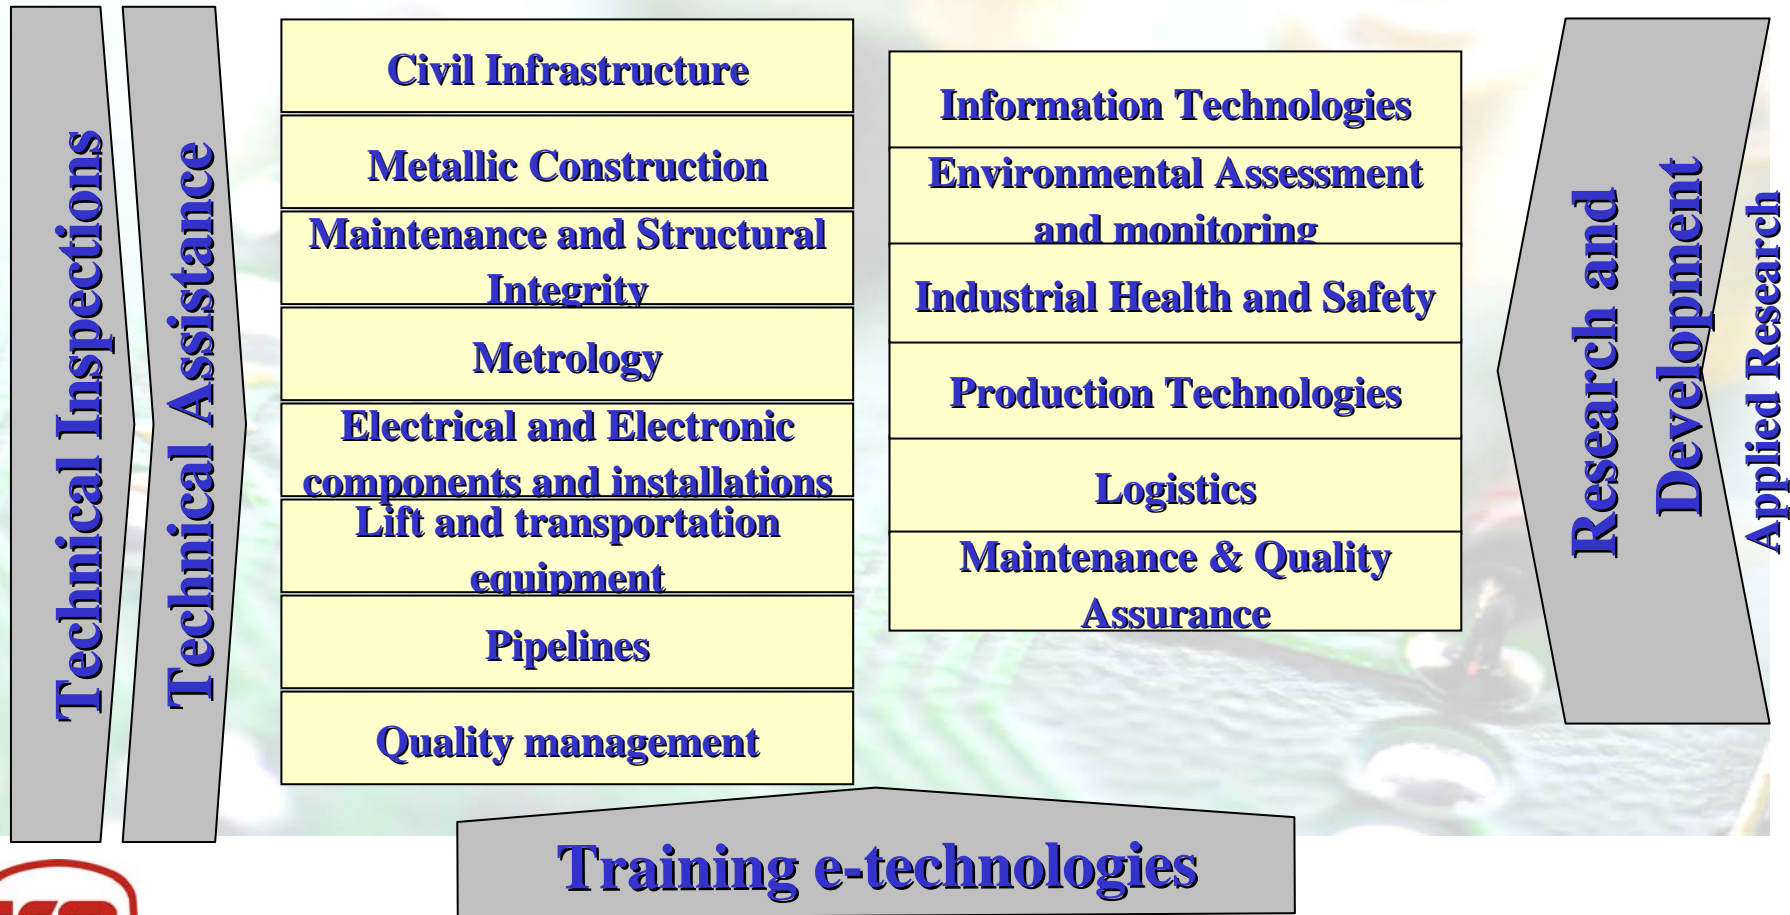 Technical Inspections
Technical Assistance
Civil Infrastructure
Metallic Construction
Maintenance and Structural
Integrity
Metrology
Electrical and Electronic
components and installations
Lift and transportation
equipment
Pipelines
Quality management
Information Technologies
Environmental Assessment
and monitoring
Industrial Health and Safety
Production Technologies
Logistics
Maintenance & Quality
Assurance
Research and
Development
Applied Research
Training e-technologies